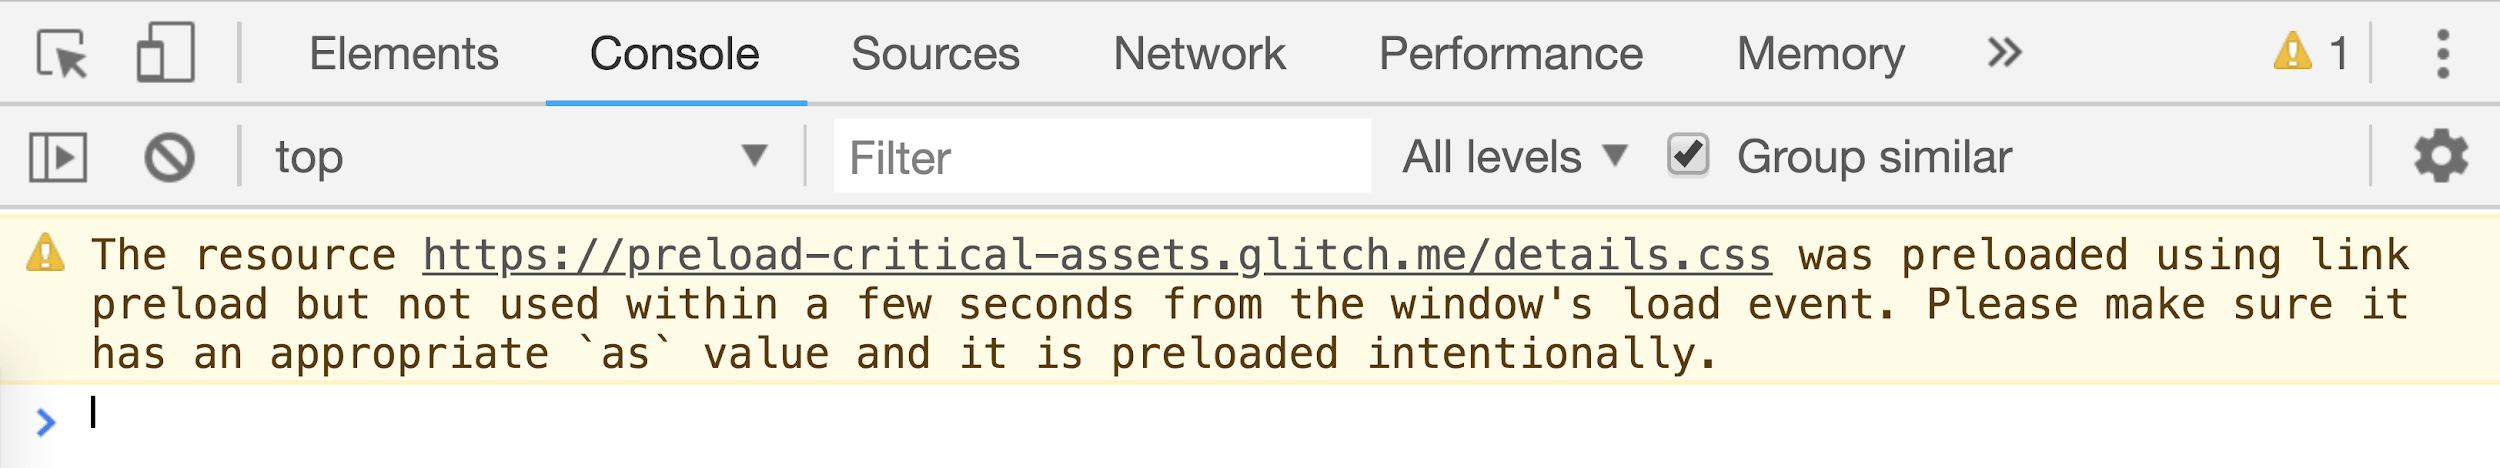 Elements Console Sources Network Performance Memory 1
top Filter All levels Group similar
The resource https://preload-critical-assets.glitch.me/details.css was preloaded using link
preload but not used within a few seconds from the window's load event. Please make sure it
has an appropriate `as` value and it is preloaded intentionally.